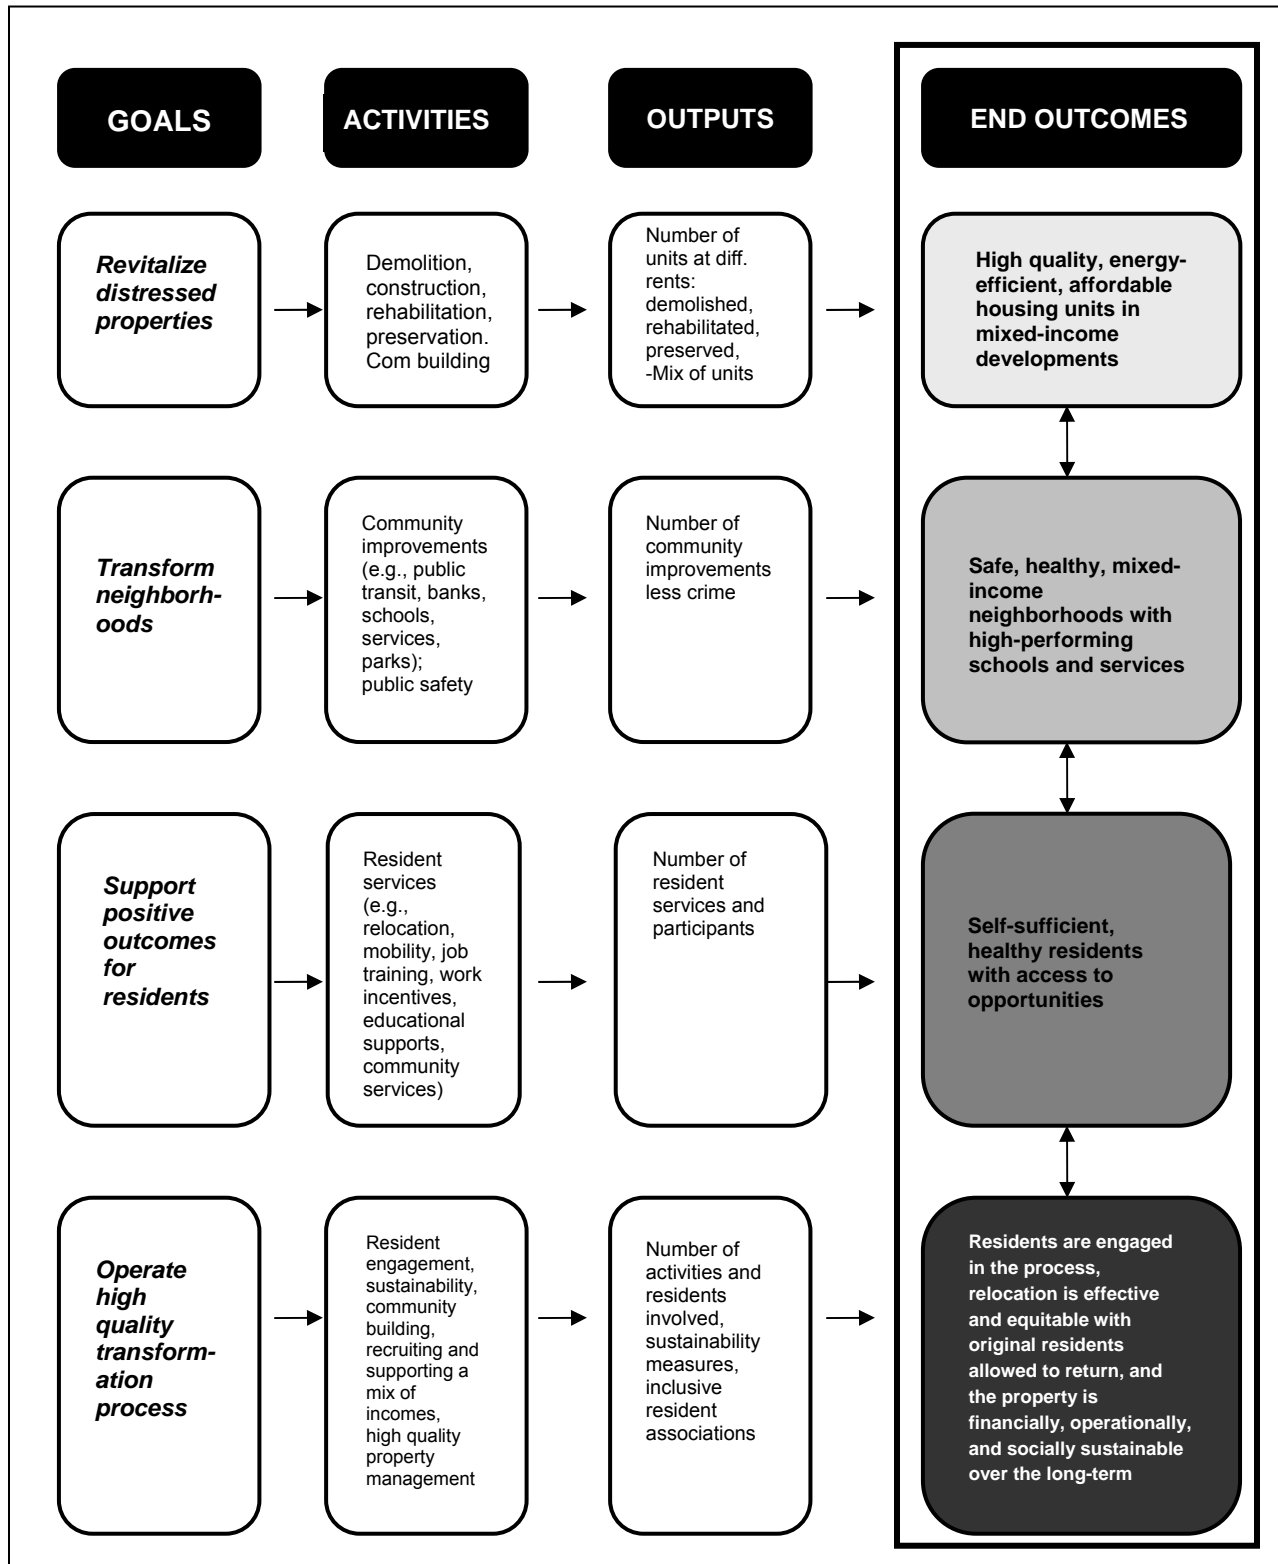 GOALS
ACTIVITIES
OUTPUTS
END OUTCOMES
Revitalize
distressed
properties
Demolition,
construction,
rehabilitation,
preservation.
Com building
Number of
units at diff.
rents:
demolished,
rehabilitated,
preserved,
-Mix of units
High quality, energy-
efficient, affordable
housing units in
mixed-income
developments
Transform
neighborh-
oods
Community
improvements
(e.g., public
transit, banks,
schools,
services,
parks);
public safety
Number of
community
improvements
less crime
Safe, healthy, mixed-
income
neighborhoods with
high-performing
schools and services
Support
positive
outcomes
for
residents
Resident
services
(e.g.,
relocation,
mobility, job
training, work
incentives,
educational
supports,
community
services)
Number of
resident
services and
participants
Self-sufficient,
healthy residents
with access to
opportunities
Operate
high
quality
transform-
ation
process
Resident
engagement,
sustainability,
community
building,
recruiting and
supporting a
mix of
incomes,
high quality
property
management
Number of
activities and
residents
involved,
sustainability
measures,
inclusive
resident
associations
Residents are engaged
in the process,
relocation is effective
and equitable with
original residents
allowed to return, and
the property is
financially, operationally,
and socially sustainable
over the long-term